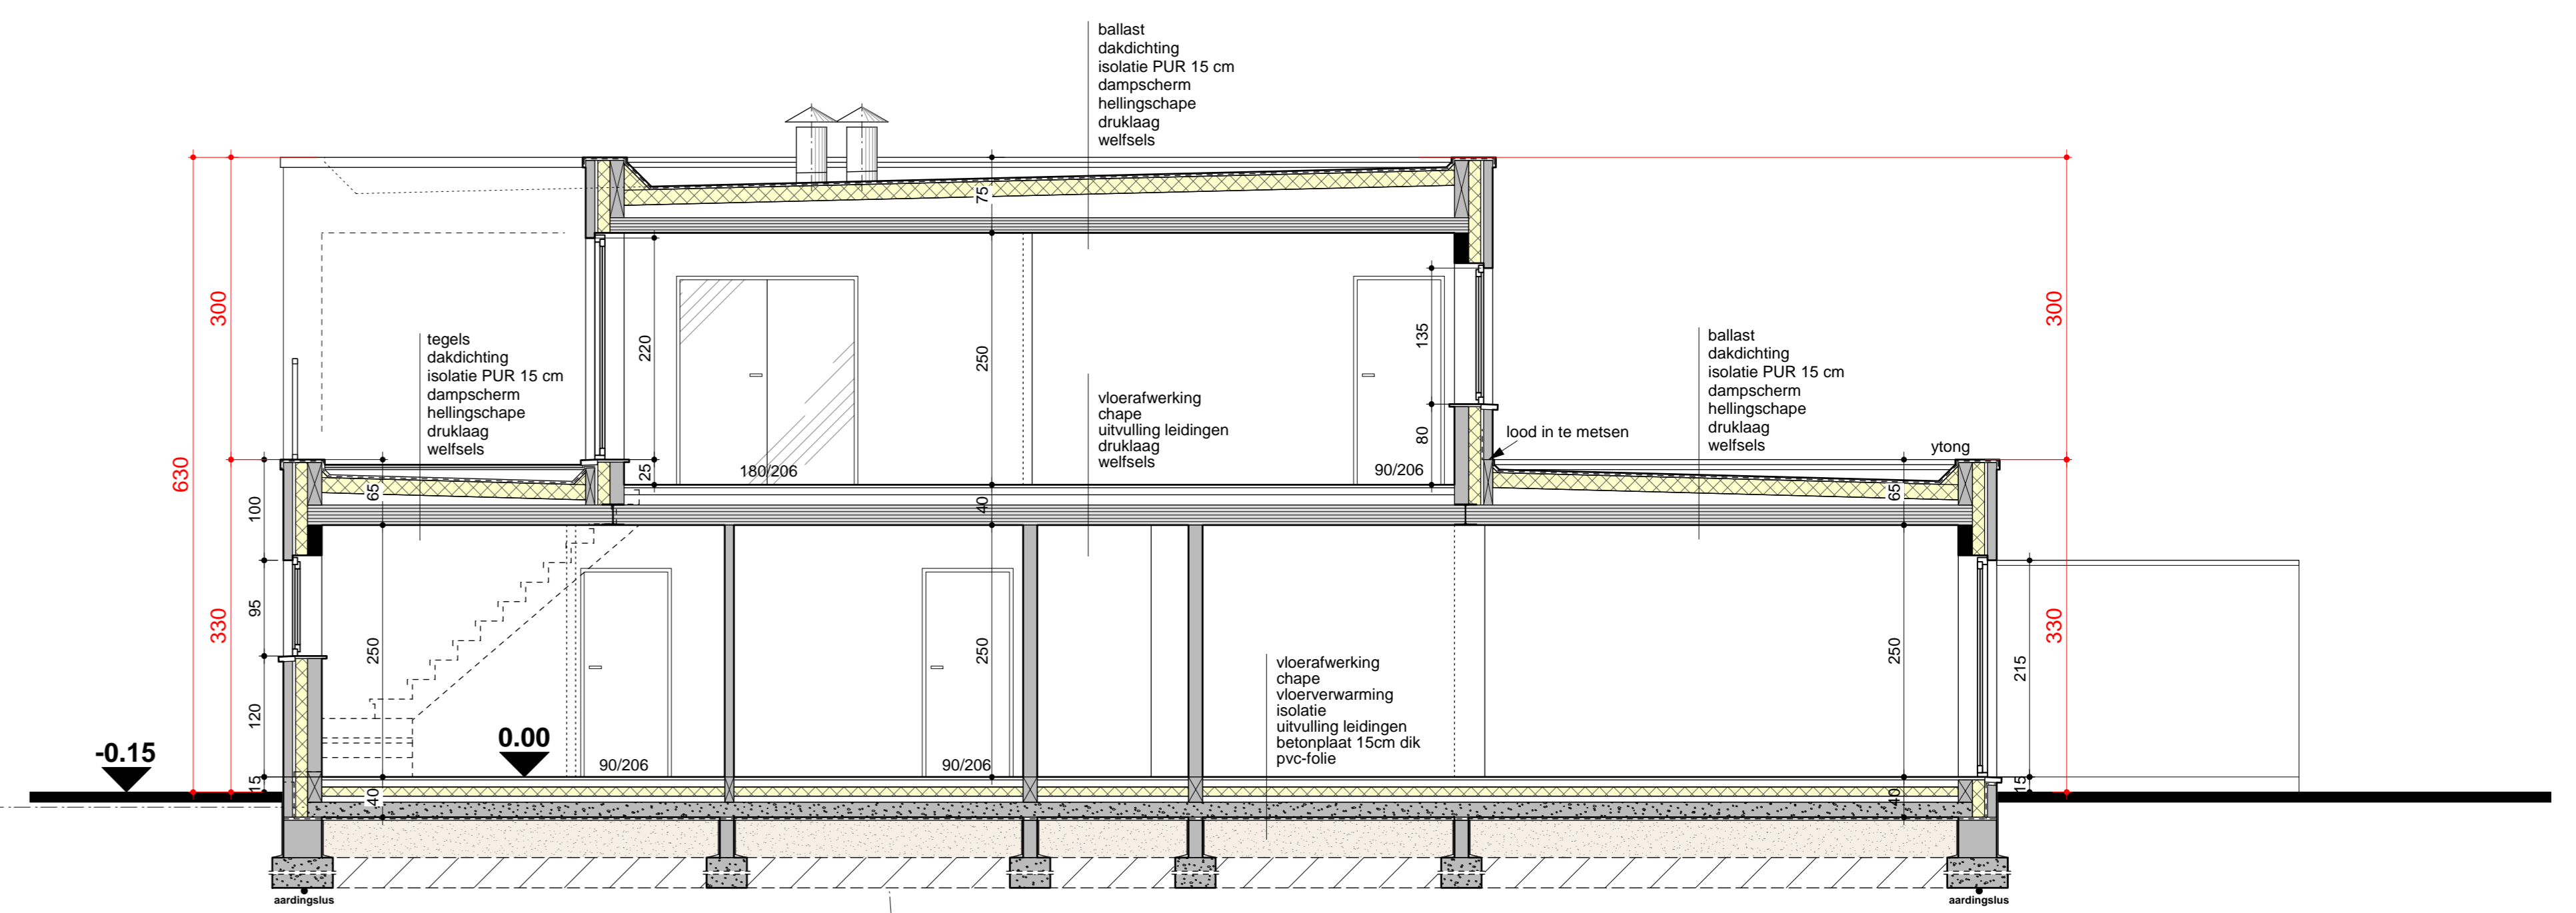 ballast
dakdichting
isolatie PUR 15 cm
dampscherm
hellingschape
druklaag
welfsels
75
300
300
220
250
135
tegels
dakdichting
isolatie PUR 15 cm
dampscherm
hellingschape
druklaag
welfsels
vloerafwerking
chape
uitvulling leidingen
druklaag
welfsels
ballast
dakdichting
isolatie PUR 15 cm
dampscherm
hellingschape
druklaag
welfsels
80
lood in te metsen
ytong
630
25
180/206
90/206
65
65
100
40
95
330
250
250
250
215
330
vloerafwerking
chape
vloerverwarming
isolatie
uitvulling leidingen
betonplaat 15cm dik
pvc-folie
120
-0.15
0.00
90/206
90/206
15
40
40
15
aardingslus
aardingslus